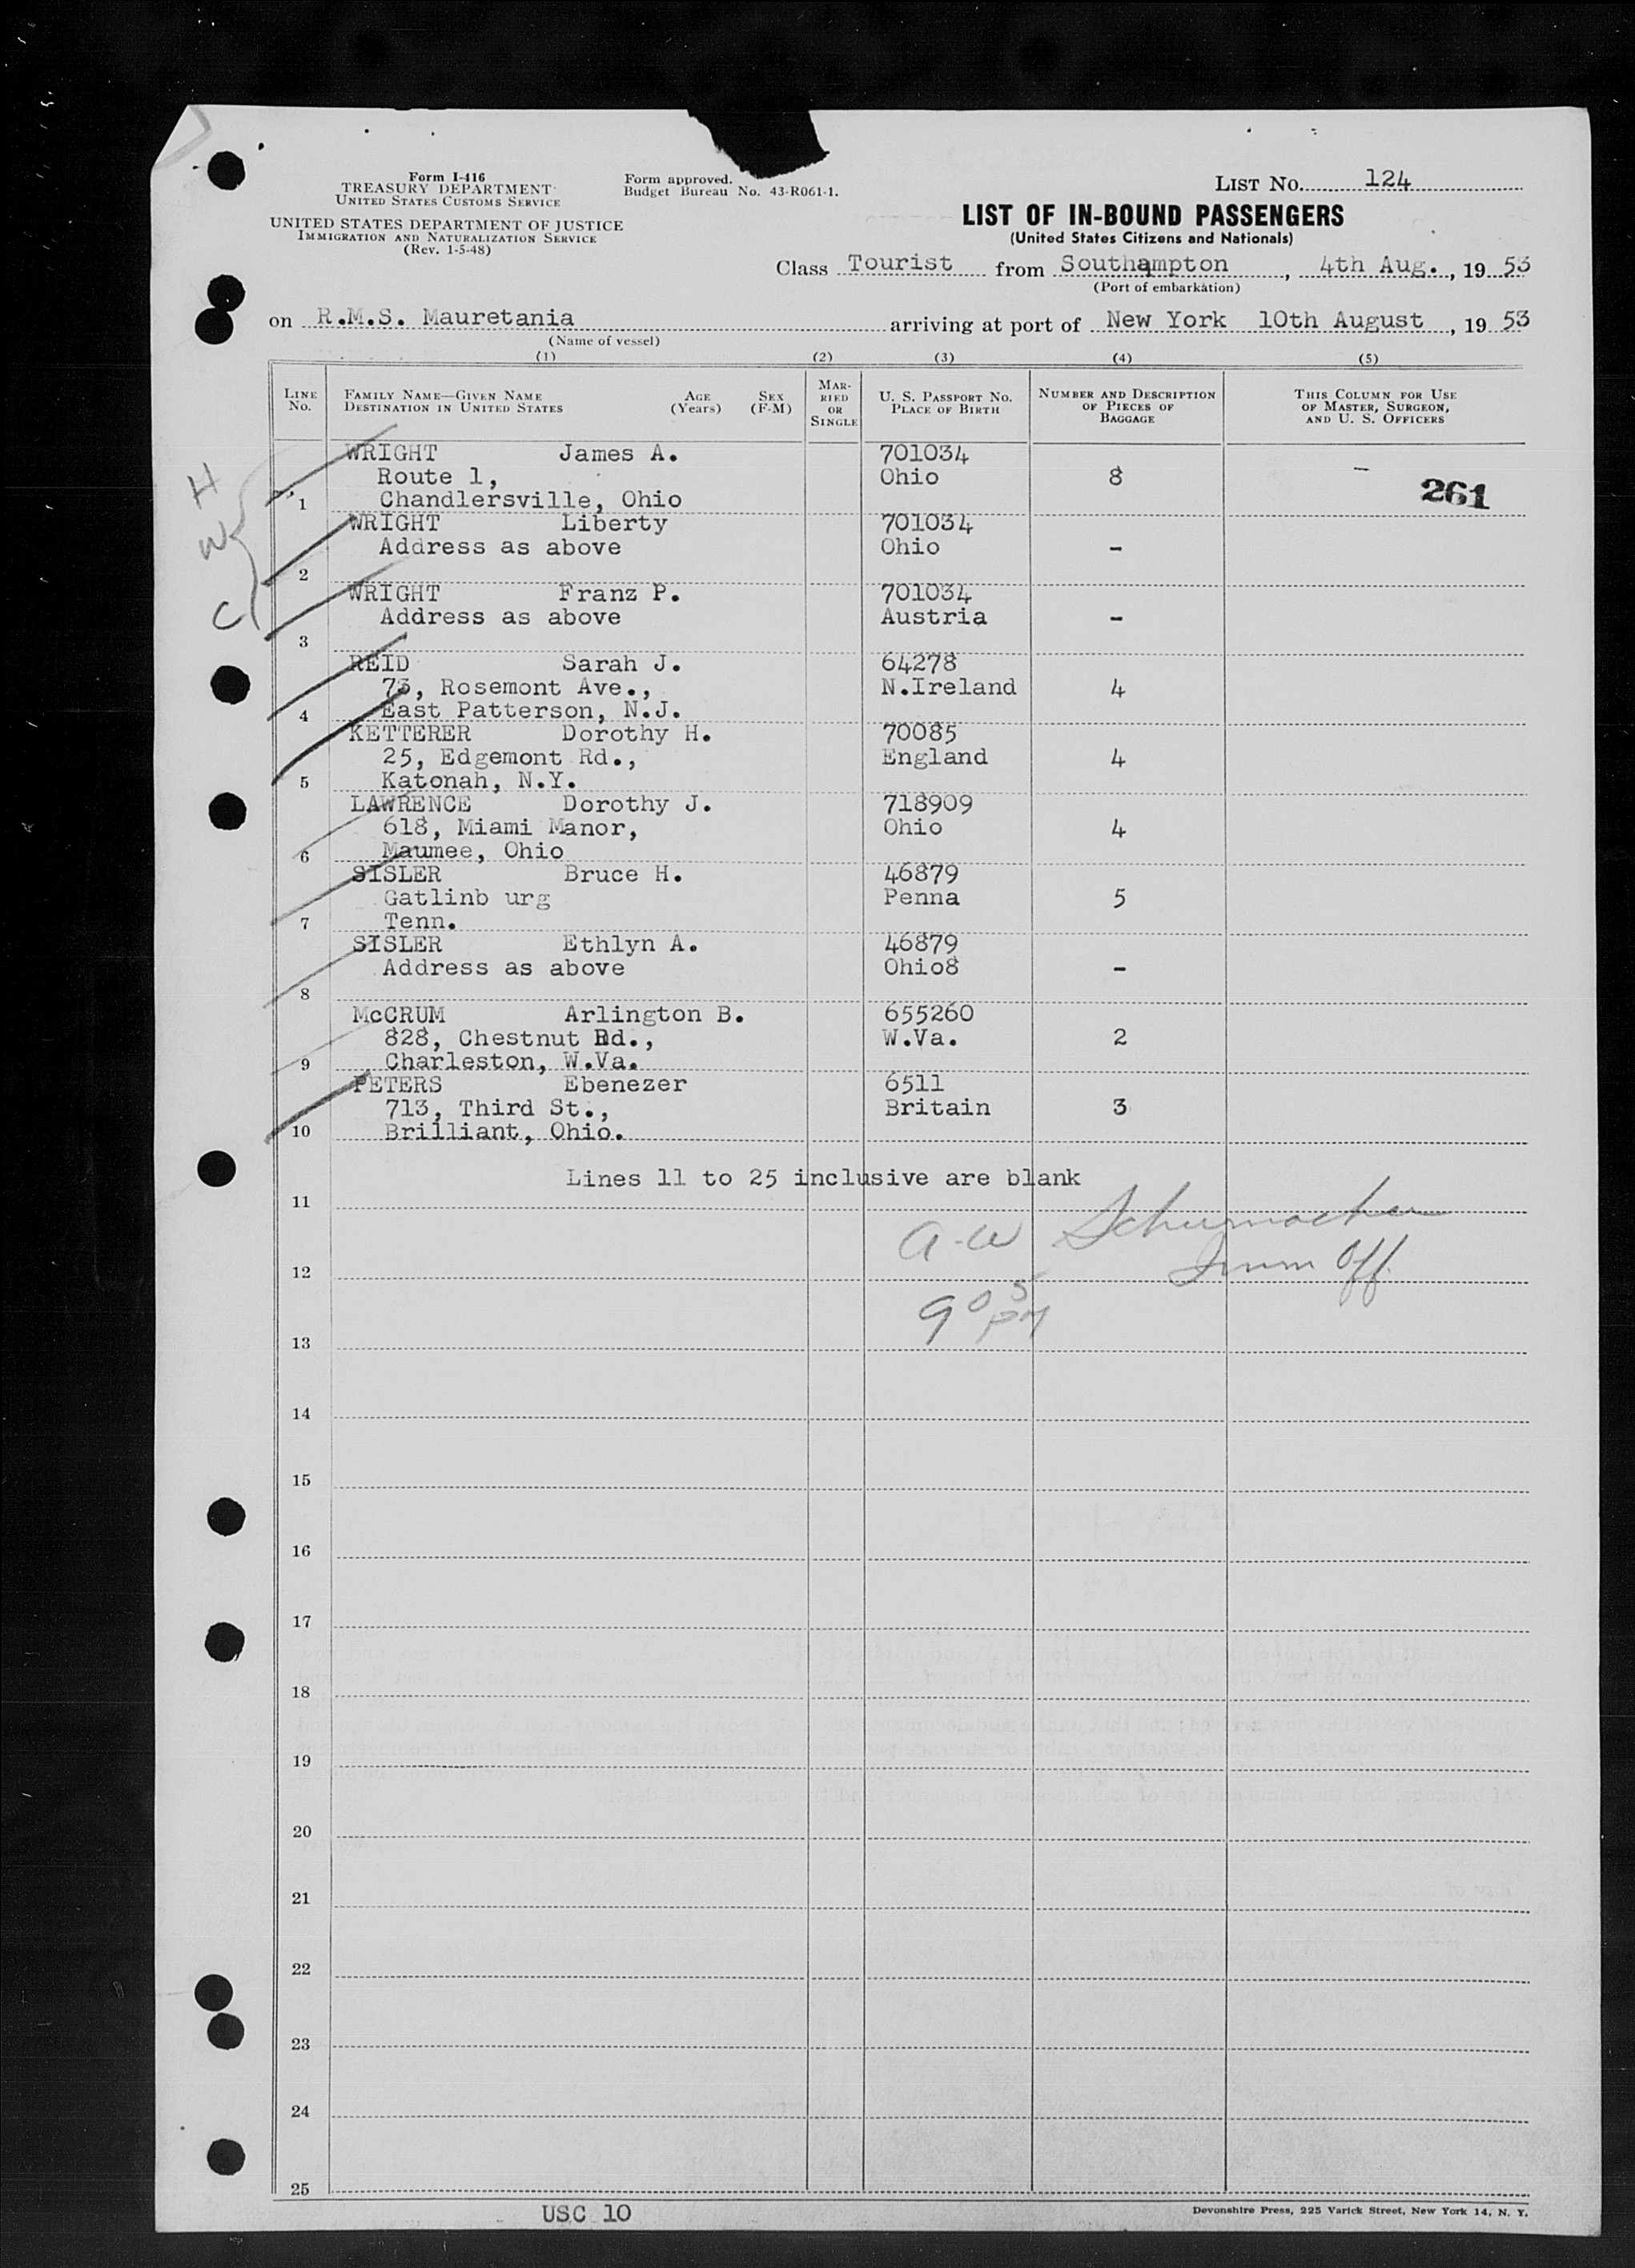 Form I-416
TREASURY DEPARTMENT
UNITED STATES CUSTOMS SERVICE
UNITED STATES DEPARTMENT OF JUSTICE
IMMIGRATION AND NATURALIZATION SERVICE
(Rev. 1-5-48)
Form approved.
Budget Bureau No. 43-R061-1.
LIST No. 124
LIST OF IN-BOUND PASSENGERS
(United States Citizens and Nationals)
Class Tourist from Southampton, 4th Aug., 19 53
(Port of embarkation)
on R.M.S. Mauretania arriving at port of New York 10th August, 19 53
(Name of vessel)
(1) (2) (3) (4) (5)
LINE No. FAMILY NAME—GIVEN NAME DESTINATION IN UNITED STATES AGE (Years) SEX (F-M) MARRIED OR SINGLE U. S. PASSPORT NO. PLACE OF BIRTH NUMBER AND DESCRIPTION OF PIECES OF BAGGAGE THIS COLUMN FOR USE OF MASTER, SURGEON, AND U. S. OFFICERS
H
W
C
WRIGHT James A. 701034
Route 1, Ohio 8 –
1 Chandlersville, Ohio 261
WRIGHT Liberty 701034
Address as above Ohio -
2
WRIGHT Franz P. 701034
Address as above Austria -
3
REID Sarah J. 64278
73, Rosemont Ave., N.Ireland 4
4 East Patterson, N.J.
KETTERER Dorothy H. 70085
25, Edgemont Rd., England 4
5 Katonah, N.Y.
LAWRENCE Dorothy J. 718909
618, Miami Manor, Ohio 4
6 Maumee, Ohio
SISLER Bruce H. 46879
Gatlinb urg Penna 5
7 Tenn.
SISLER Ethlyn A. 46879
Address as above Ohio8 -
8
McCRUM Arlington B. 655260
828, Chestnut Rd., W.Va. 2
9 Charleston, W.Va.
PETERS Ebenezer 6511
713, Third St., Britain 3
10 Brilliant, Ohio.
Lines 11 to 25 inclusive are blank
11
A-W Schumacher
12 Imm Off.
9 05 PM
13
14
15
16
17
18
19
20
21
22
23
24
25
USC 10
Devonshire Press, 225 Varick Street, New York 14, N. Y.